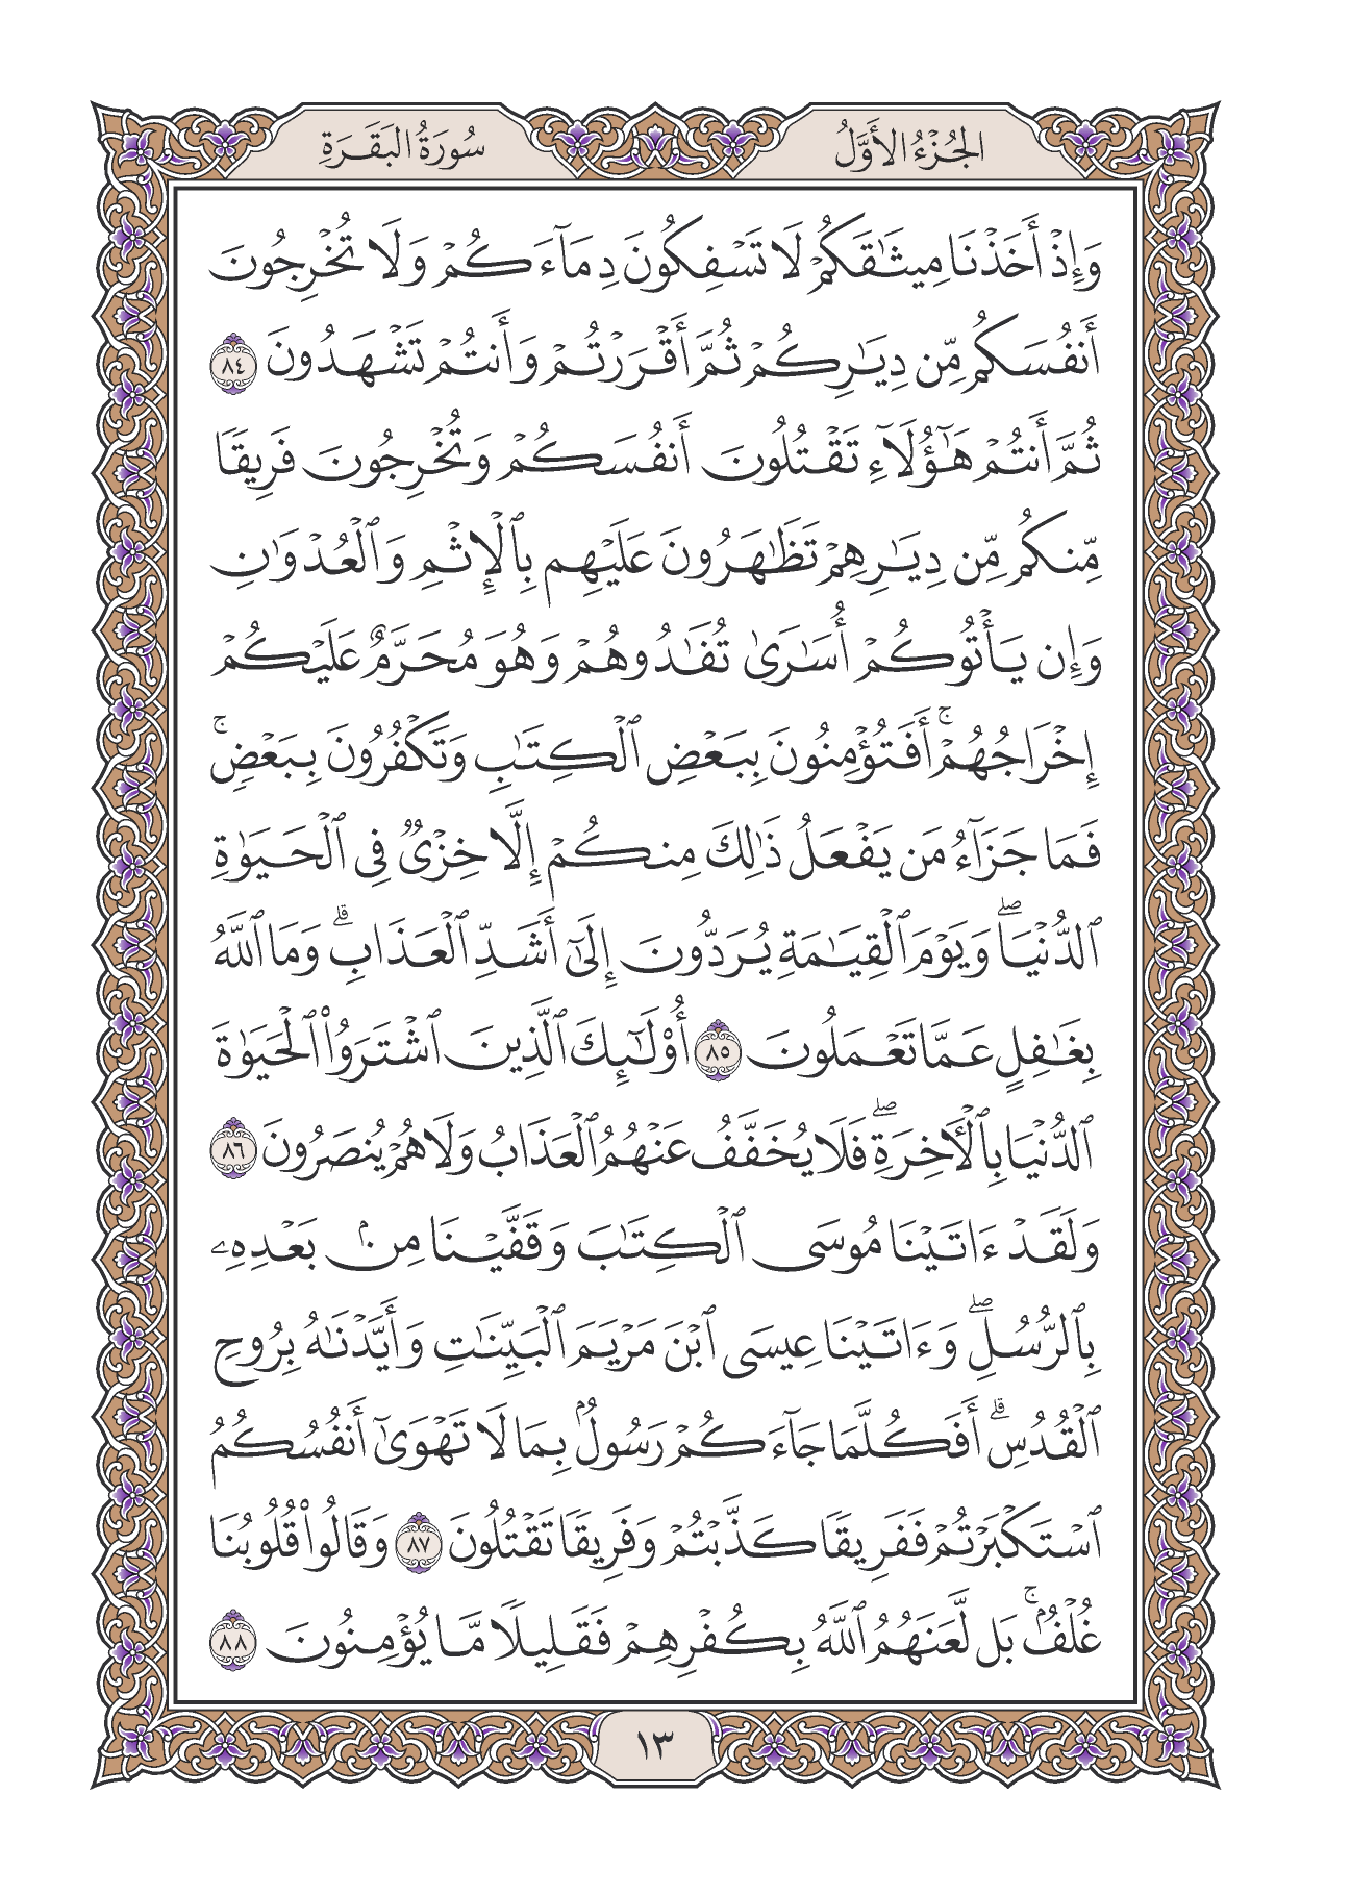 الجُزْءُ الأَوَّلُ
سُورَةُ البَقَرَةِ
وَإِذْ أَخَذْنَا مِيثَٰقَكُمْ لَا تَسْفِكُونَ دِمَآءَكُمْ وَلَا تُخْرِجُونَ
أَنفُسَكُم مِّن دِيَٰرِكُمْ ثُمَّ أَقْرَرْتُمْ وَأَنتُمْ تَشْهَدُونَ ٨٤
ثُمَّ أَنتُمْ هَٰٓؤُلَآءِ تَقْتُلُونَ أَنفُسَكُمْ وَتُخْرِجُونَ فَرِيقًا
مِّنكُم مِّن دِيَٰرِهِمْ تَظَٰهَرُونَ عَلَيْهِم بِٱلْإِثْمِ وَٱلْعُدْوَٰنِ
وَإِن يَأْتُوكُمْ أُسَٰرَىٰ تُفَٰدُوهُمْ وَهُوَ مُحَرَّمٌ عَلَيْكُمْ
إِخْرَاجُهُمْ ۚ أَفَتُؤْمِنُونَ بِبَعْضِ ٱلْكِتَٰبِ وَتَكْفُرُونَ بِبَعْضٍ ۚ
فَمَا جَزَآءُ مَن يَفْعَلُ ذَٰلِكَ مِنكُمْ إِلَّا خِزْىٌ فِى ٱلْحَيَوٰةِ
ٱلدُّنْيَا ۖ وَيَوْمَ ٱلْقِيَٰمَةِ يُرَدُّونَ إِلَىٰٓ أَشَدِّ ٱلْعَذَابِ ۗ وَمَا ٱللَّهُ
بِغَٰفِلٍ عَمَّا تَعْمَلُونَ ٨٥ أُو۟لَٰٓئِكَ ٱلَّذِينَ ٱشْتَرَوُا۟ ٱلْحَيَوٰةَ
ٱلدُّنْيَا بِٱلْـَٔاخِرَةِ ۖ فَلَا يُخَفَّفُ عَنْهُمُ ٱلْعَذَابُ وَلَا هُمْ يُنصَرُونَ ٨٦
وَلَقَدْ ءَاتَيْنَا مُوسَى ٱلْكِتَٰبَ وَقَفَّيْنَا مِنۢ بَعْدِهِۦ
بِٱلرُّسُلِ ۖ وَءَاتَيْنَا عِيسَى ٱبْنَ مَرْيَمَ ٱلْبَيِّنَٰتِ وَأَيَّدْنَٰهُ بِرُوحِ
ٱلْقُدُسِ ۗ أَفَكُلَّمَا جَآءَكُمْ رَسُولٌۢ بِمَا لَا تَهْوَىٰٓ أَنفُسُكُمُ
ٱسْتَكْبَرْتُمْ فَفَرِيقًا كَذَّبْتُمْ وَفَرِيقًا تَقْتُلُونَ ٨٧ وَقَالُوا۟ قُلُوبُنَا
غُلْفٌۢ ۚ بَل لَّعَنَهُمُ ٱللَّهُ بِكُفْرِهِمْ فَقَلِيلًا مَّا يُؤْمِنُونَ ٨٨
١٣